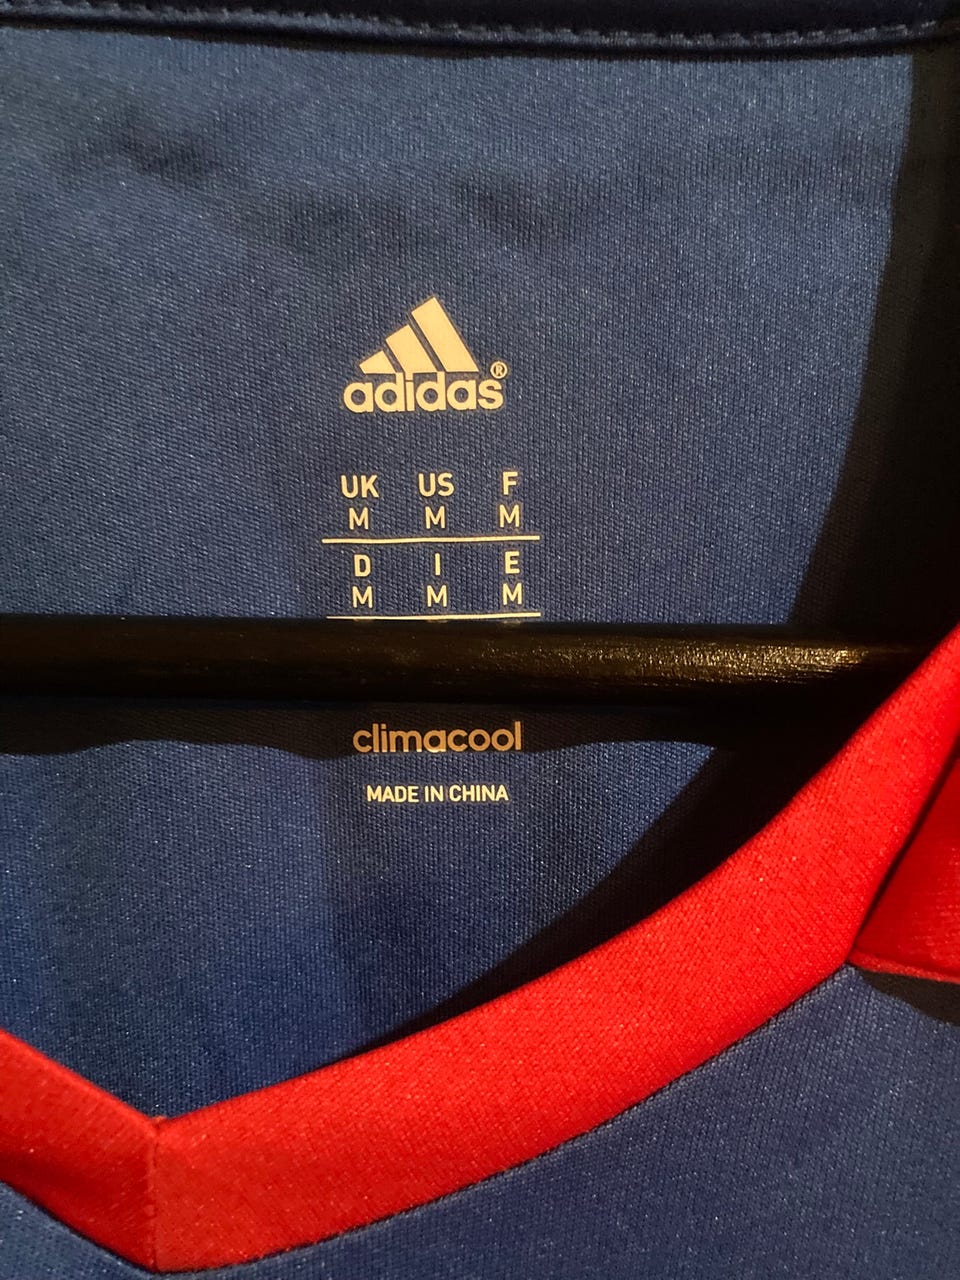 adidas®
UK US F
M M M
D I E
M M M
climacool
MADE IN CHINA